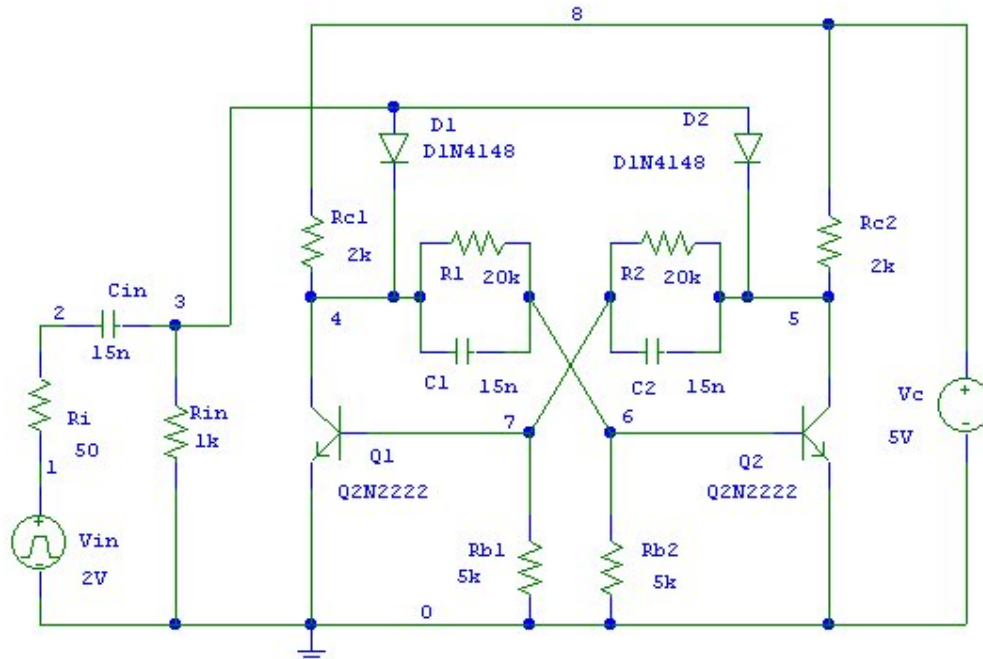 8
D1
D1N4148
D2
D1N4148
Rc1
2k
Rc2
2k
R1
20k
R2
20k
Cin
15n
2
3
4
5
C1
15n
C2
15n
Ri
50
Rin
1k
1
7
6
Vc
5V
Q1
Q2N2222
Q2
Q2N2222
Vin
2V
Rb1
5k
Rb2
5k
0